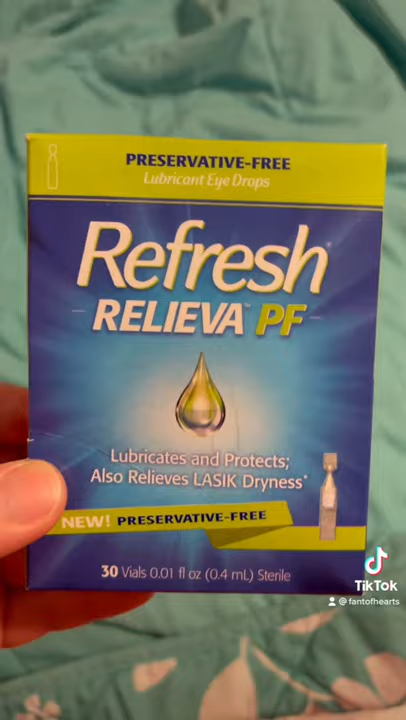 PRESERVATIVE-FREE
Lubricant Eye Drops
Refresh
RELIEVA™ PF
Lubricates and Protects;
Also Relieves LASIK Dryness*
NEW! PRESERVATIVE-FREE
30 Vials 0.01 fl oz (0.4 mL) Sterile
TikTok
@fantofhearts